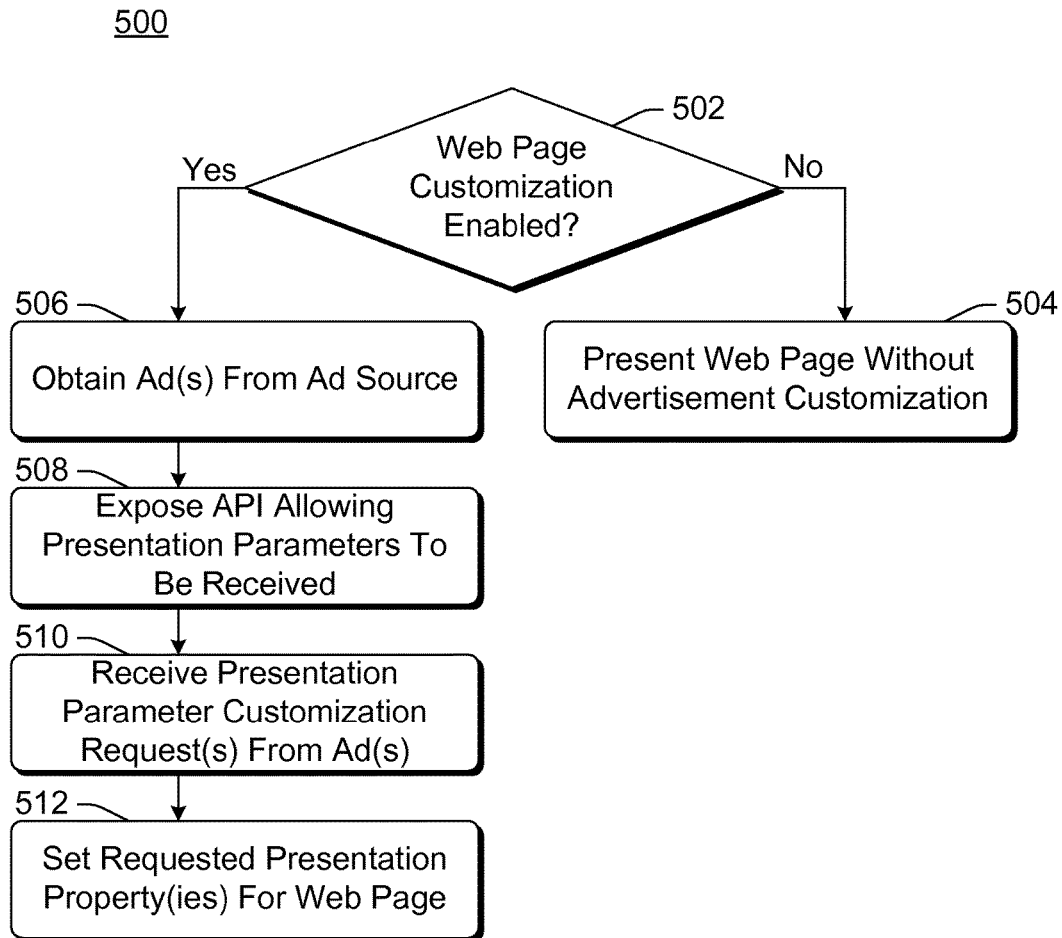 500
502
Web Page
Customization
Enabled?
Yes
No
506
Obtain Ad(s) From Ad Source
504
Present Web Page Without
Advertisement Customization
508
Expose API Allowing
Presentation Parameters To
Be Received
510
Receive Presentation
Parameter Customization
Request(s) From Ad(s)
512
Set Requested Presentation
Property(ies) For Web Page